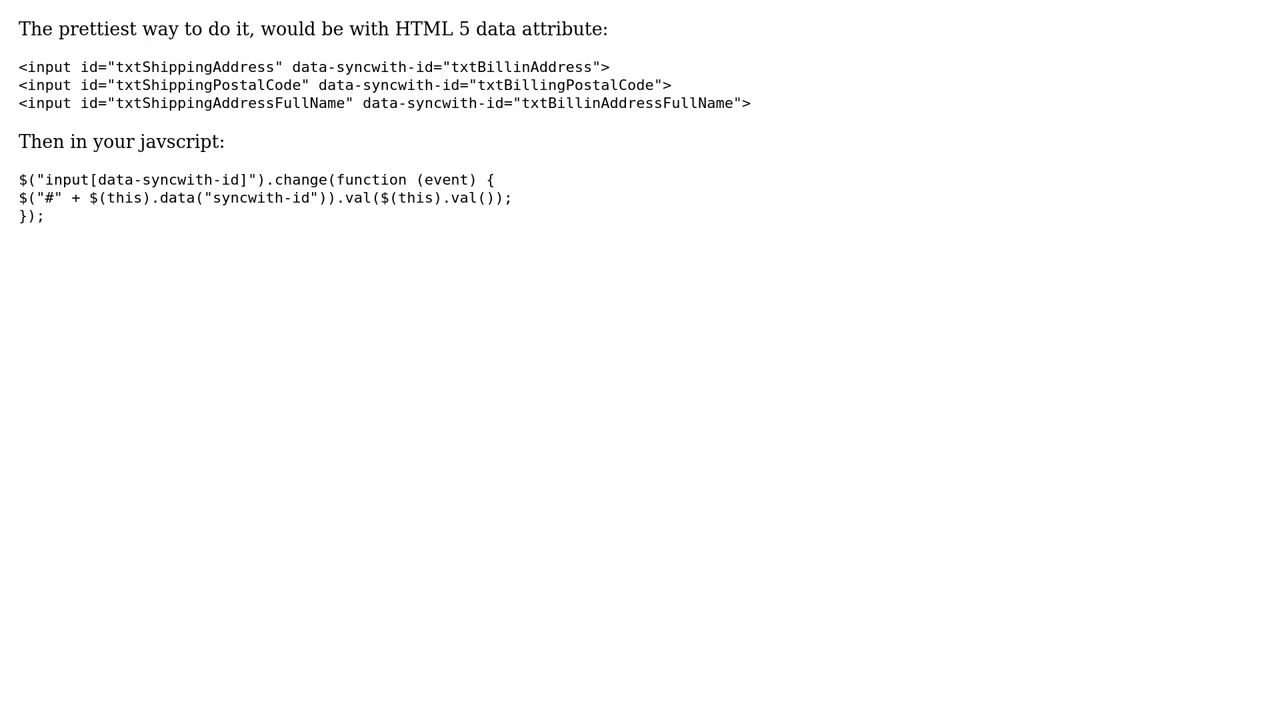 The prettiest way to do it, would be with HTML 5 data attribute:
<input id="txtShippingAddress" data-syncwith-id="txtBillinAddress">
<input id="txtShippingPostalCode" data-syncwith-id="txtBillingPostalCode">
<input id="txtShippingAddressFullName" data-syncwith-id="txtBillinAddressFullName">
Then in your javscript:
$("input[data-syncwith-id]").change(function (event) {
$("#" + $(this).data("syncwith-id")).val($(this).val());
});